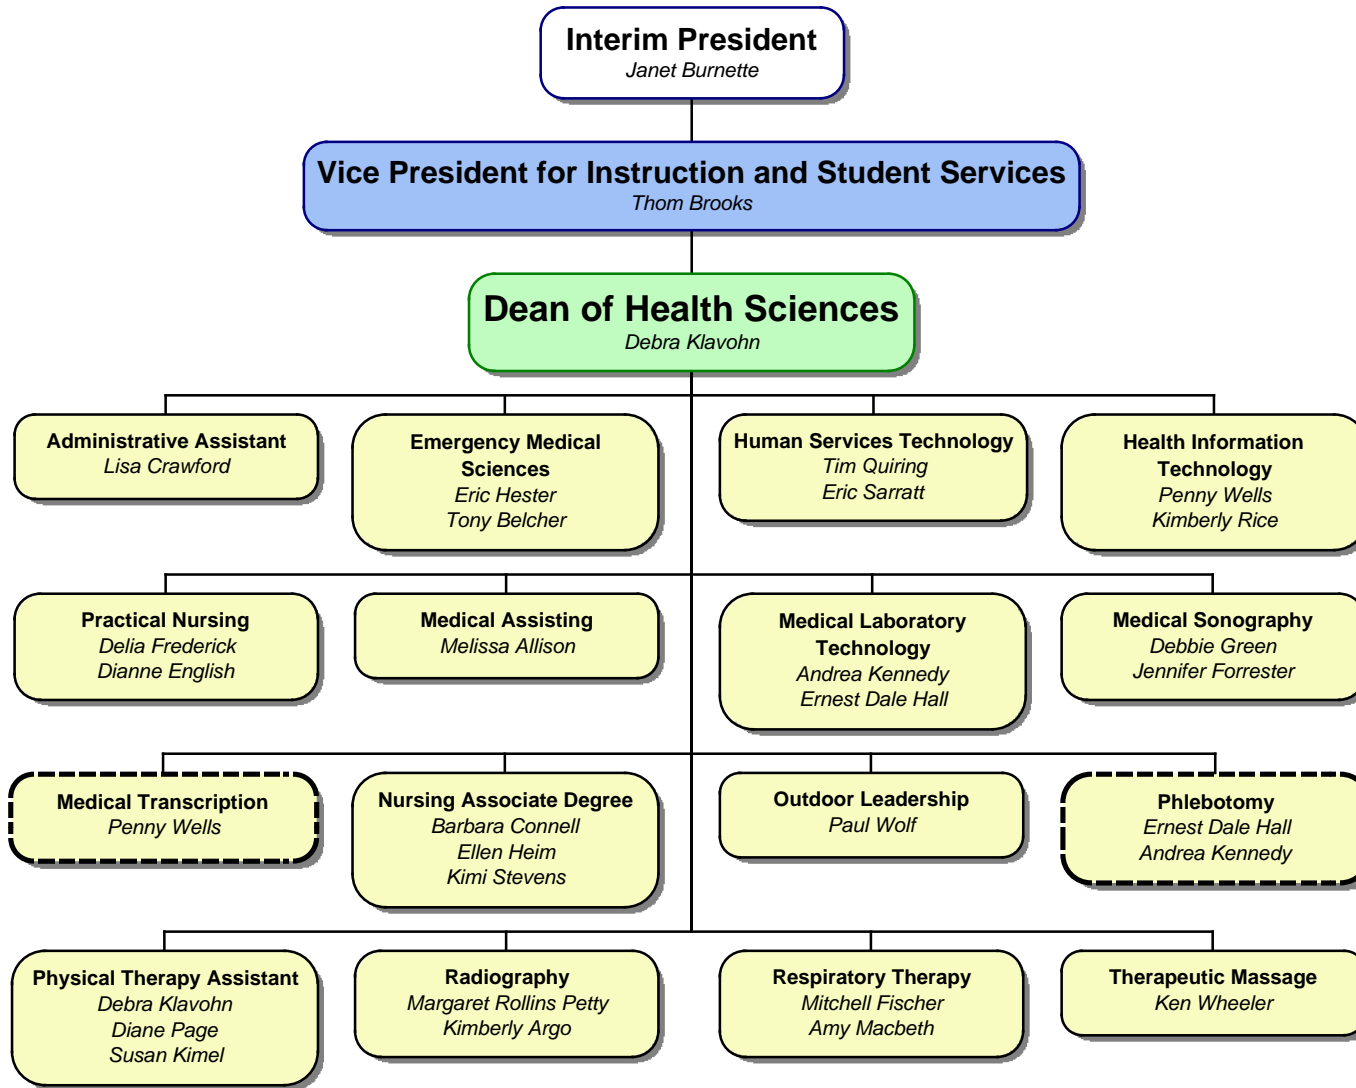 Interim President
Janet Burnette
Vice President for Instruction and Student Services
Thom Brooks
Dean of Health Sciences
Debra Klavohn
Administrative Assistant
Lisa Crawford
Emergency Medical
Sciences
Eric Hester
Tony Belcher
Human Services Technology
Tim Quiring
Eric Sarratt
Health Information
Technology
Penny Wells
Kimberly Rice
Practical Nursing
Delia Frederick
Dianne English
Medical Assisting
Melissa Allison
Medical Laboratory
Technology
Andrea Kennedy
Ernest Dale Hall
Medical Sonography
Debbie Green
Jennifer Forrester
Medical Transcription
Penny Wells
Nursing Associate Degree
Barbara Connell
Ellen Heim
Kimi Stevens
Outdoor Leadership
Paul Wolf
Phlebotomy
Ernest Dale Hall
Andrea Kennedy
Physical Therapy Assistant
Debra Klavohn
Diane Page
Susan Kimel
Radiography
Margaret Rollins Petty
Kimberly Argo
Respiratory Therapy
Mitchell Fischer
Amy Macbeth
Therapeutic Massage
Ken Wheeler